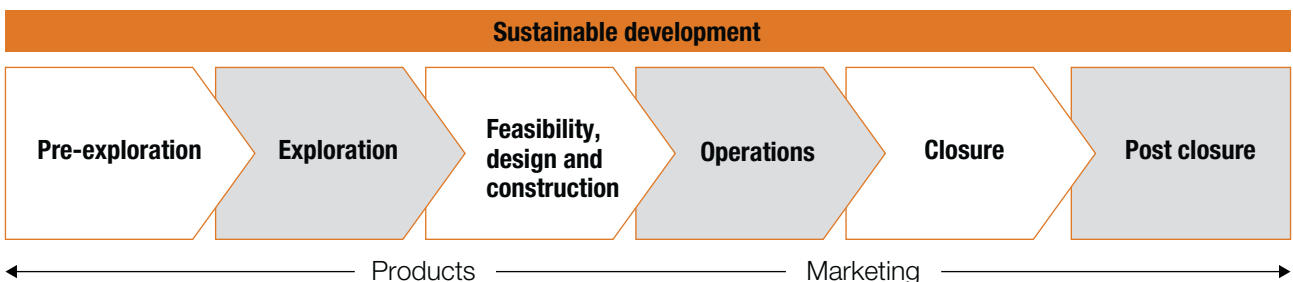 Sustainable development
Pre-exploration
Exploration
Feasibility,
design and
construction
Operations
Closure
Post closure
Products
Marketing